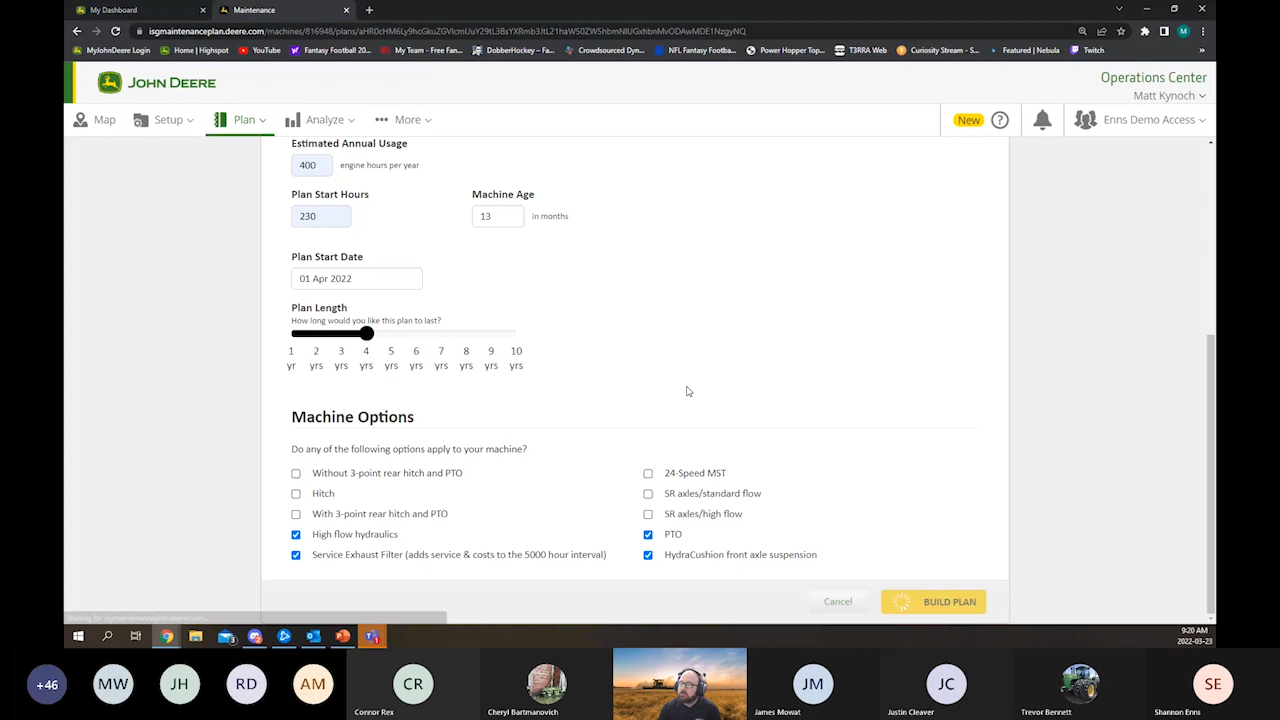 My Dashboard
Maintenance
isgmaintenanceplan.deere.com/machines/816948/plans/
MyJohnDeere Login
Home | Highspot
YouTube
Fantasy Football 20...
My Team - Free Fan...
DobberHockey – Fa...
Crowdsourced Dyn...
NFL Fantasy Footba...
Power Hopper Top...
T3RRA Web
Curiosity Stream - S...
Featured | Nebula
Twitch
JOHN DEERE
Operations Center
Matt Kynoch
Map
Setup
Plan
Analyze
More
New
Enns Demo Access
Estimated Annual Usage
400 engine hours per year
Plan Start Hours
Machine Age
230
13 in months
Plan Start Date
01 Apr 2022
Plan Length
How long would you like this plan to last?
1 2 3 4 5 6 7 8 9 10
yr yrs yrs yrs yrs yrs yrs yrs yrs yrs
Machine Options
Do any of the following options apply to your machine?
Without 3-point rear hitch and PTO
24-Speed MST
Hitch
SR axles/standard flow
With 3-point rear hitch and PTO
SR axles/high flow
High flow hydraulics
PTO
Service Exhaust Filter (adds service & costs to the 5000 hour interval)
HydraCushion front axle suspension
Cancel
BUILD PLAN
Waiting for isgmaintenanceplan.deere.com...
9:20 AM
2022-03-23
+46
MW
JH
RD
AM
CR
JM
JC
SE
Connor Rex
Cheryl Bartmanovich
James Mowat
Justin Cleaver
Trevor Bennett
Shannon Enns